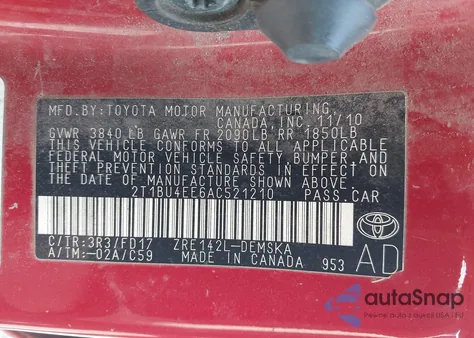 MFD.BY:TOYOTA MOTOR MANUFACTURING,
CANADA, INC. 11/10
GVWR 3840 LB GAWR FR 2090LB RR 1850LB
THIS VEHICLE CONFORMS TO ALL APPLICABLE
FEDERAL MOTOR VEHICLE SAFETY, BUMPER, AND
THEFT PREVENTION STANDARDS IN EFFECT ON
THE DATE OF MANUFACTURE SHOWN ABOVE.
2T1BU4EE6AC521210 PASS.CAR
C/TR:3R3/FD17 ZRE142L-DEMSKA
A/TM:-02A/C59 MADE IN CANADA 953
TOYOTA
AD
autoSnap